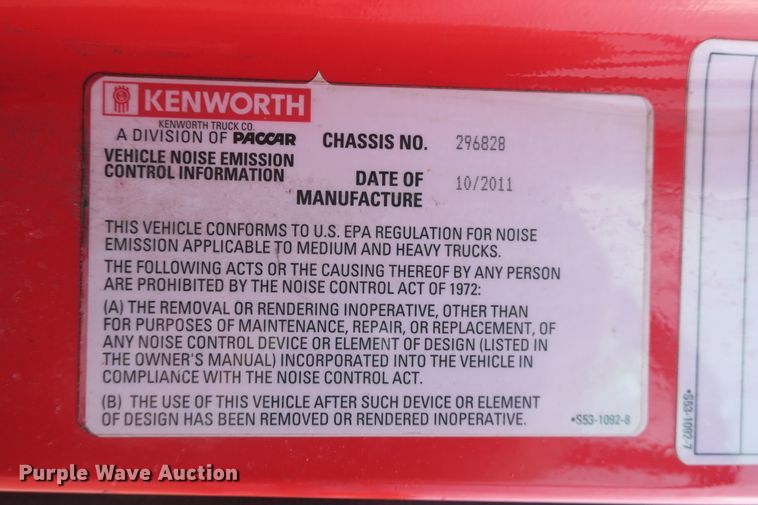 KENWORTH
KENWORTH TRUCK CO.
A DIVISION OF PACCAR
CHASSIS NO. 296828
VEHICLE NOISE EMISSION
CONTROL INFORMATION
DATE OF
MANUFACTURE 10/2011
THIS VEHICLE CONFORMS TO U.S. EPA REGULATION FOR NOISE
EMISSION APPLICABLE TO MEDIUM AND HEAVY TRUCKS.
THE FOLLOWING ACTS OR THE CAUSING THEREOF BY ANY PERSON
ARE PROHIBITED BY THE NOISE CONTROL ACT OF 1972:
(A) THE REMOVAL OR RENDERING INOPERATIVE, OTHER THAN
FOR PURPOSES OF MAINTENANCE, REPAIR, OR REPLACEMENT, OF
ANY NOISE CONTROL DEVICE OR ELEMENT OF DESIGN (LISTED IN
THE OWNER'S MANUAL) INCORPORATED INTO THE VEHICLE IN
COMPLIANCE WITH THE NOISE CONTROL ACT.
(B) THE USE OF THIS VEHICLE AFTER SUCH DEVICE OR ELEMENT
OF DESIGN HAS BEEN REMOVED OR RENDERED INOPERATIVE.
•S53-1092-8
•S53-1092-7
Purple Wave Auction